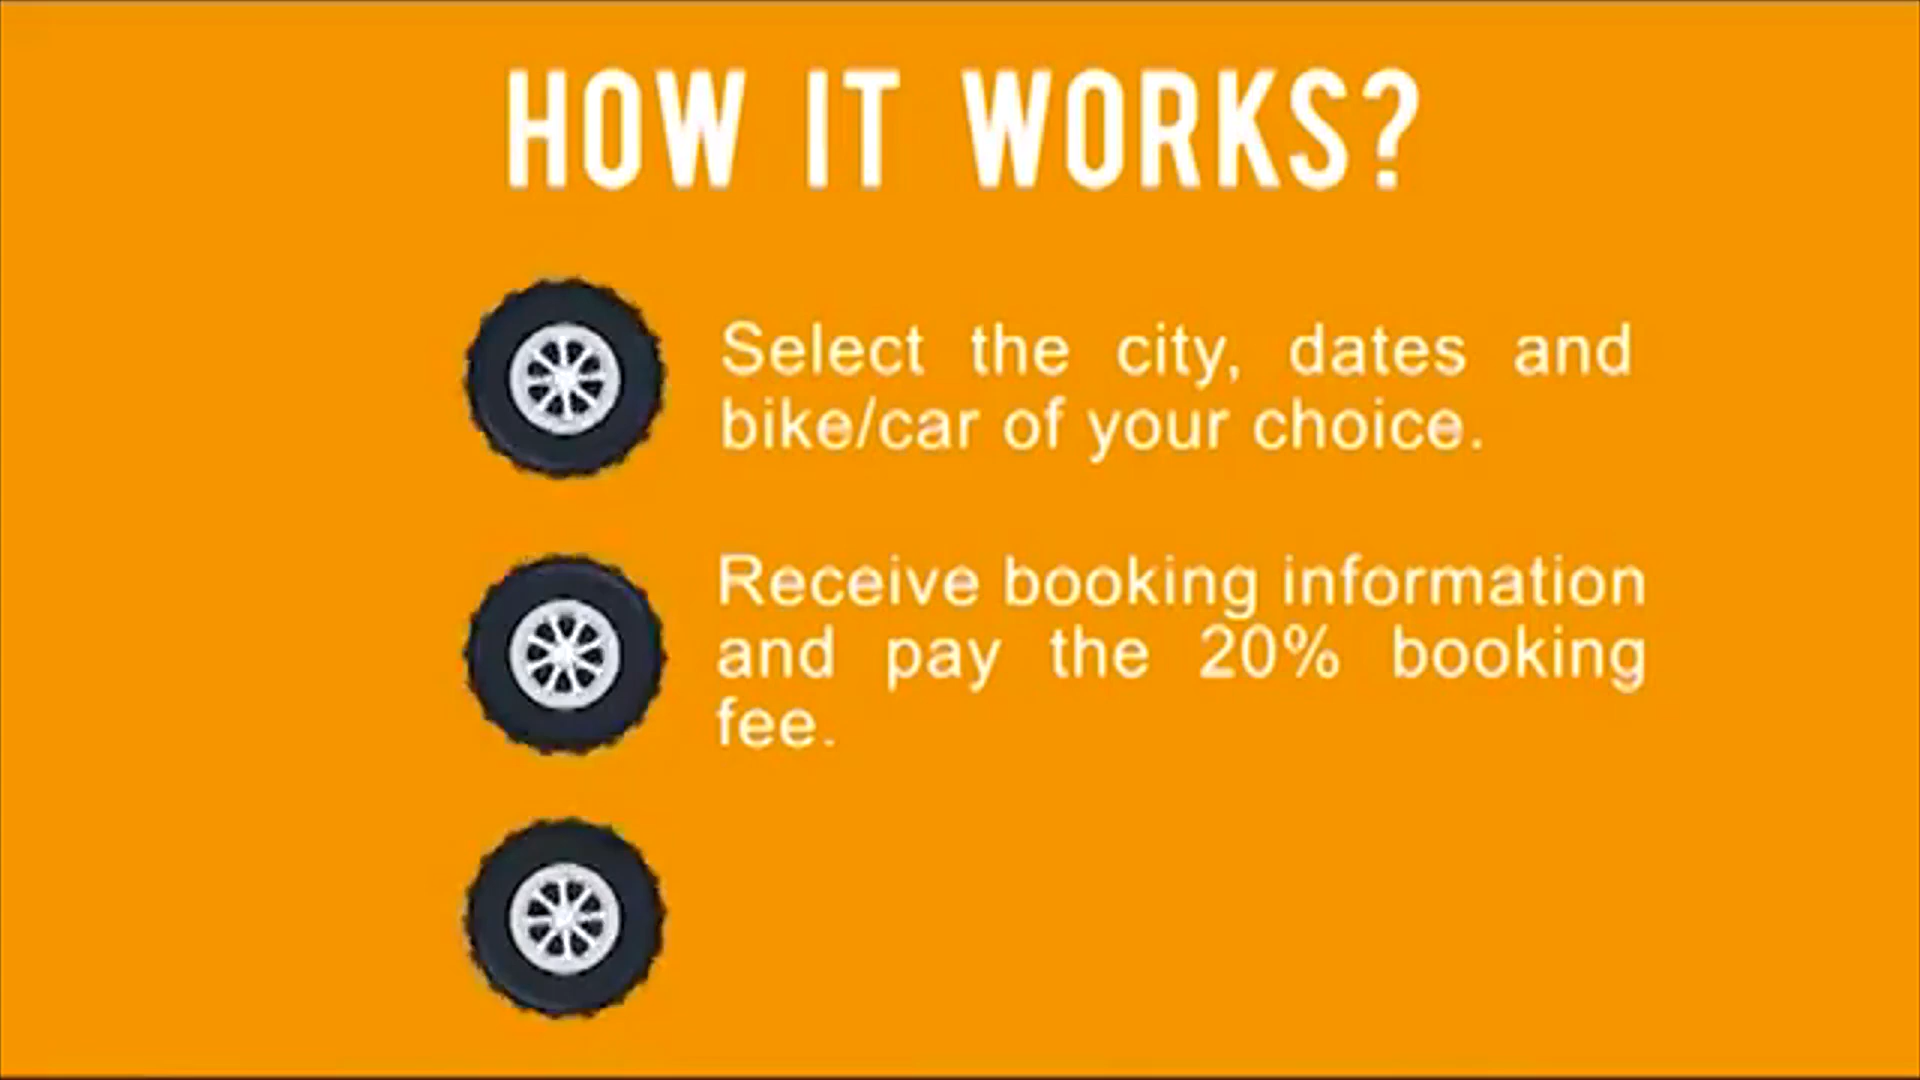 HOW IT WORKS?
Select the city, dates and
bike/car of your choice.
Receive booking information
and pay the 20% booking
fee.